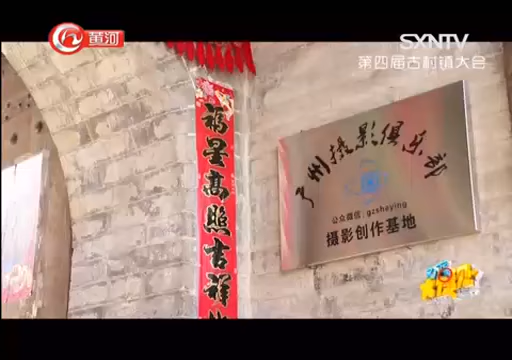 黄河
SXNTV
第四届古村镇大会
福星高照吉祥
广州摄影俱乐部
公众微信:gzsheying
摄影创作基地